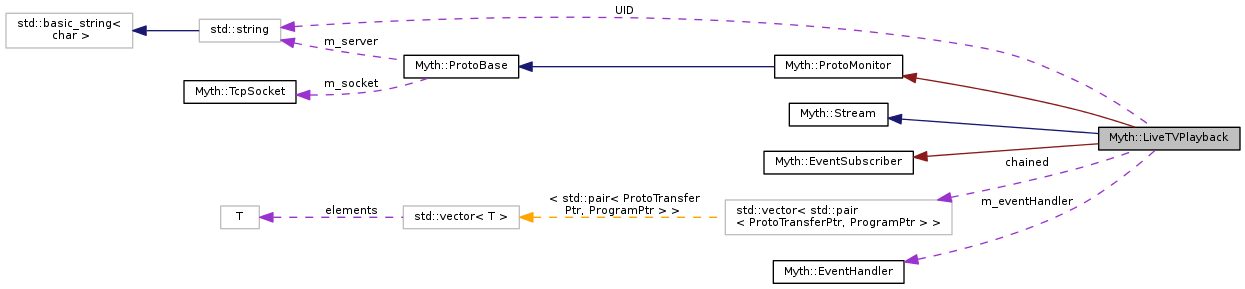 UID
std::basic_string<
char >
std::string
m_server
Myth::ProtoBase
Myth::ProtoMonitor
m_socket
Myth::TcpSocket
Myth::Stream
Myth::LiveTVPlayback
Myth::EventSubscriber
chained
< std::pair< ProtoTransfer
Ptr, ProgramPtr > >
m_eventHandler
T
elements
std::vector< T >
std::vector< std::pair
< ProtoTransferPtr, ProgramPtr > >
Myth::EventHandler